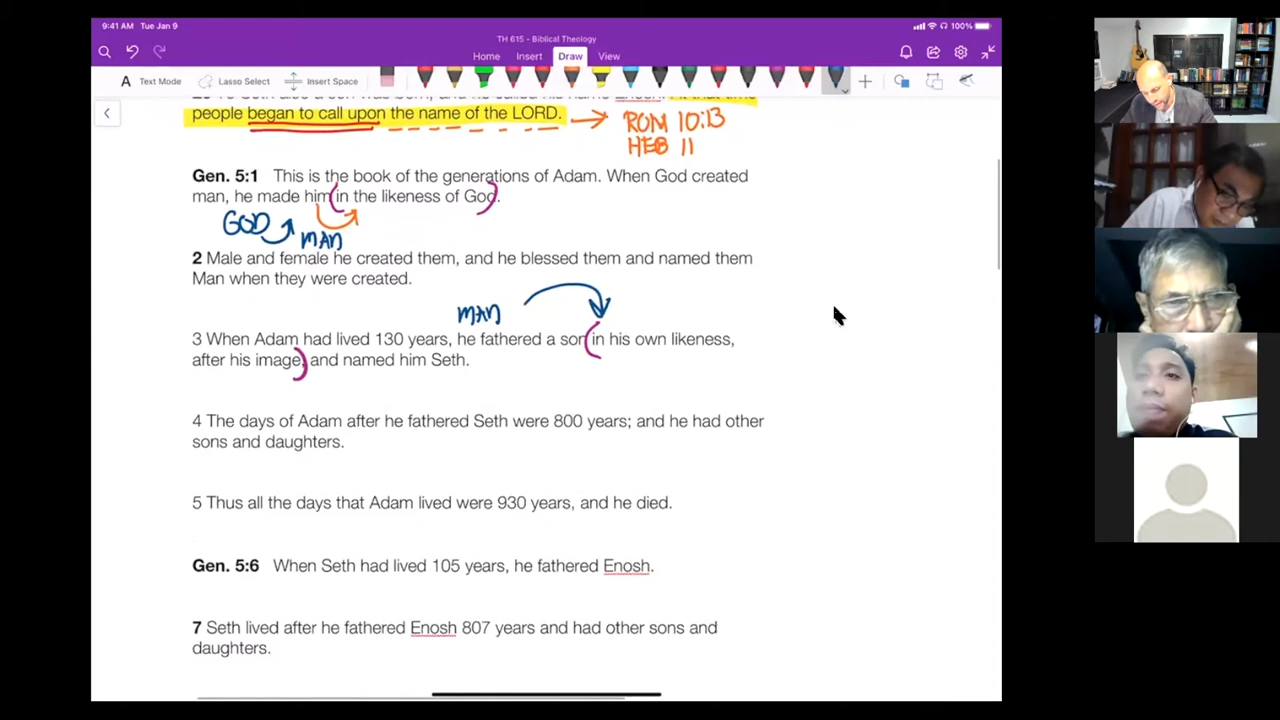 9:41 AM Tue Jan 9
100%
TH 615 - Biblical Theology
Home Insert Draw View
Text Mode Lasso Select Insert Space
people began to call upon the name of the LORD.
ROM 10:13
HEB 11
Gen. 5:1 This is the book of the generations of Adam. When God created
man, he made him in the likeness of God.
GOD
MAN
2 Male and female he created them, and he blessed them and named them
Man when they were created.
MAN
3 When Adam had lived 130 years, he fathered a son in his own likeness,
after his image, and named him Seth.
4 The days of Adam after he fathered Seth were 800 years; and he had other
sons and daughters.
5 Thus all the days that Adam lived were 930 years, and he died.
Gen. 5:6 When Seth had lived 105 years, he fathered Enosh.
7 Seth lived after he fathered Enosh 807 years and had other sons and
daughters.